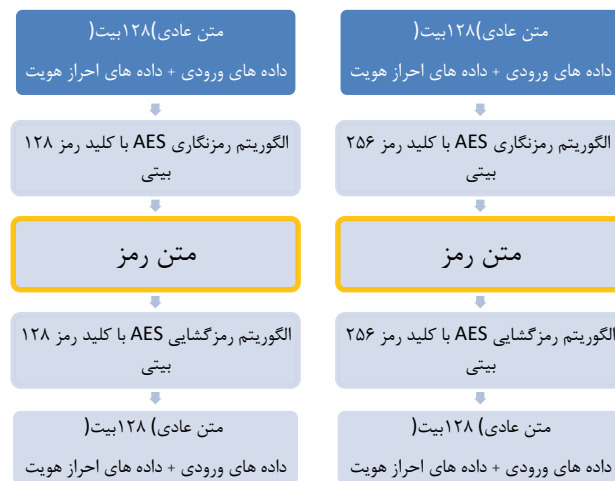 متن عادی)۱۲۸بیت(
داده های ورودی + داده های احراز هویت
الگوریتم رمزنگاری AES با کلید رمز ۲۵۶
بیتی
متن رمز
الگوریتم رمزگشایی AES با کلید رمز ۲۵۶
بیتی
متن عادی) ۱۲۸بیت(
داده های ورودی + داده های احراز هویت
متن عادی)۱۲۸بیت(
داده های ورودی + داده های احراز هویت
الگوریتم رمزنگاری AES با کلید رمز ۱۲۸
بیتی
متن رمز
الگوریتم رمزگشایی AES با کلید رمز ۱۲۸
بیتی
متن عادی) ۱۲۸بیت(
داده های ورودی + داده های احراز هویت